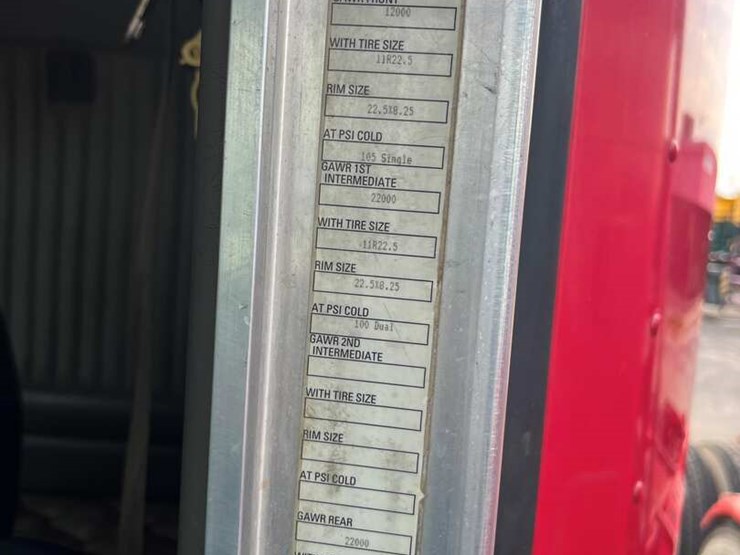 GAWR FRONT
12000
WITH TIRE SIZE
11R22.5
RIM SIZE
22.5X8.25
AT PSI COLD
105 Single
GAWR 1ST
INTERMEDIATE
22000
WITH TIRE SIZE
11R22.5
RIM SIZE
22.5X8.25
AT PSI COLD
100 Dual
GAWR 2ND
INTERMEDIATE
WITH TIRE SIZE
RIM SIZE
AT PSI COLD
GAWR REAR
22000